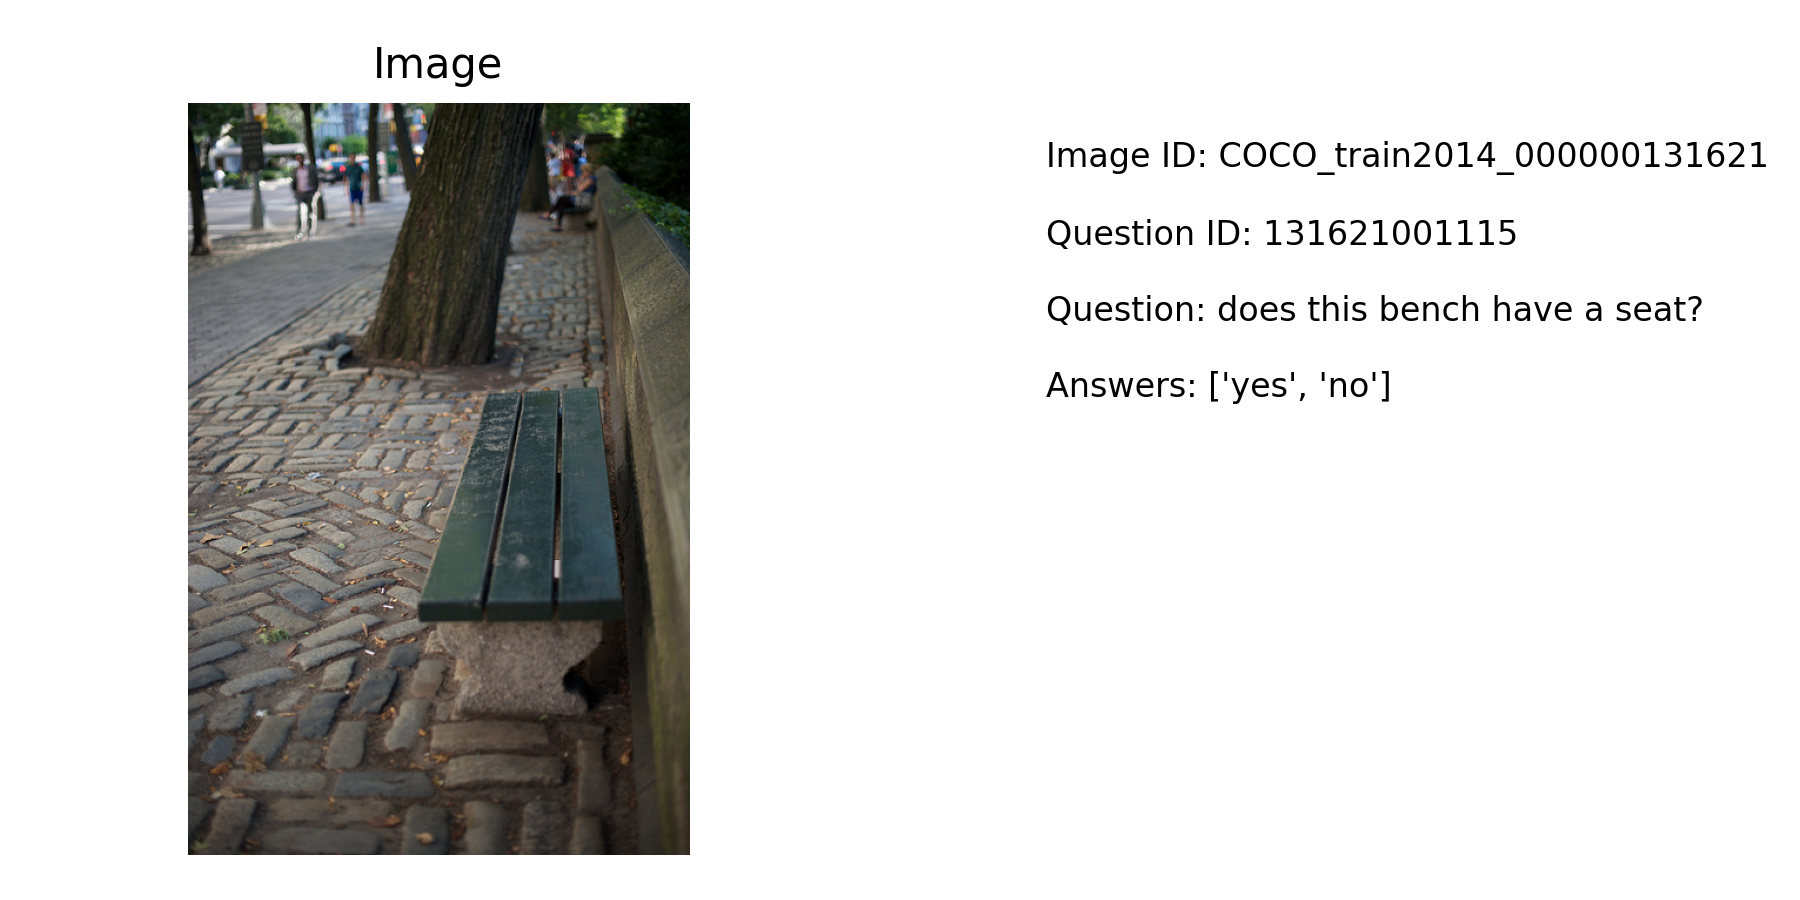 Image
Image ID: COCO_train2014_000000131621
Question ID: 131621001115
Question: does this bench have a seat?
Answers: ['yes', 'no']